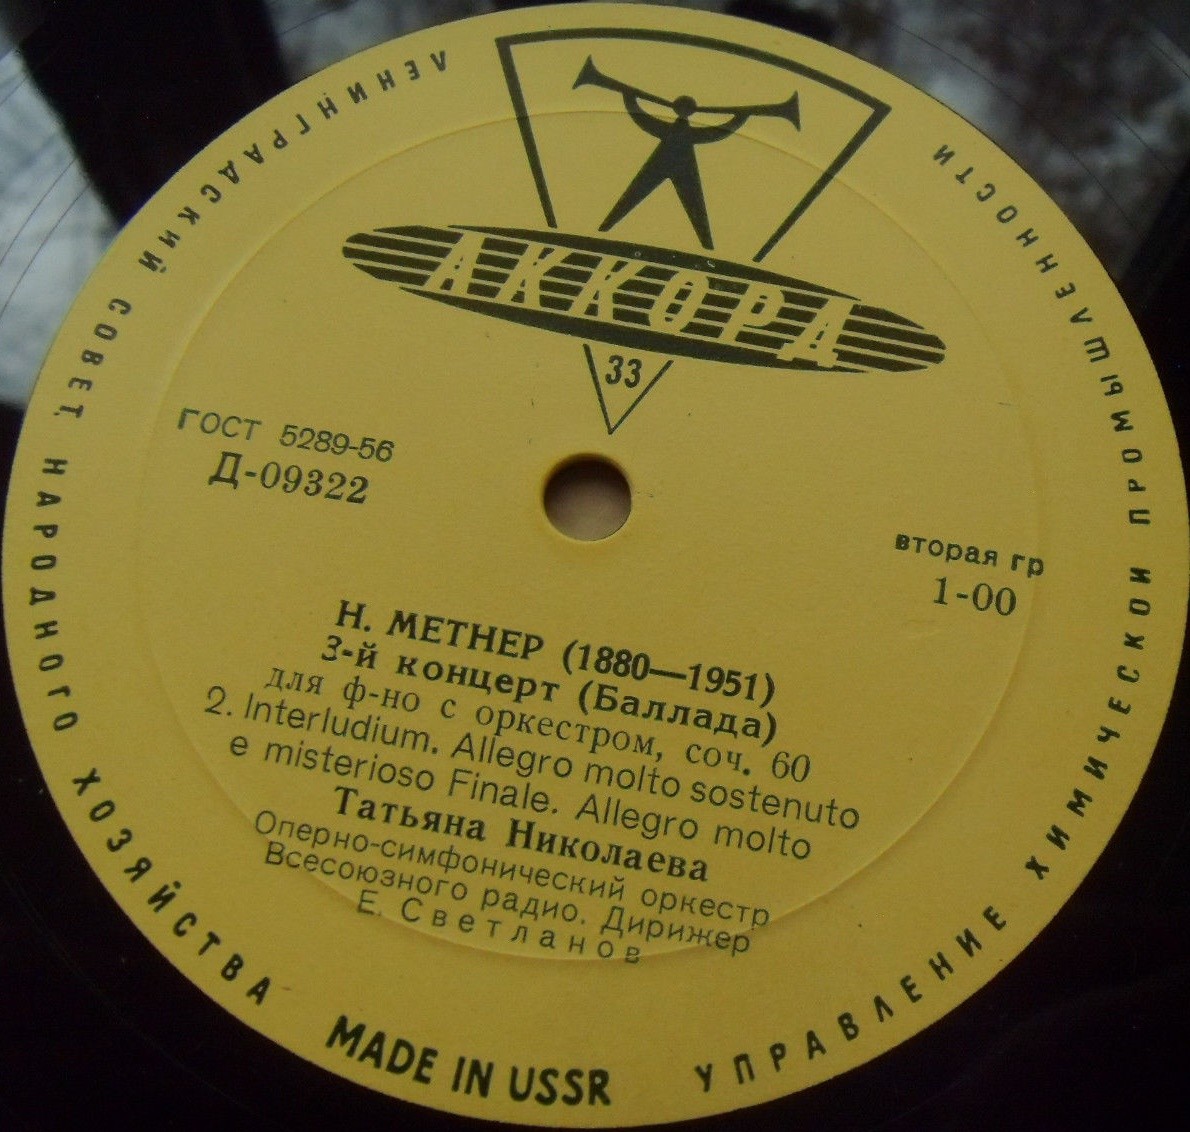 ЛЕНИНГРАДСКИЙ СОВЕТ НАРОДНОГО ХОЗЯЙСТВА
УПРАВЛЕНИЕ ХИМИЧЕСКОЙ ПРОМЫШЛЕННОСТИ
АККОРД
33
ГОСТ 5289-56
Д-09322
вторая гр
1-00
Н. МЕТНЕР (1880—1951)
3-й концерт (Баллада)
для ф-но с оркестром, соч. 60
2. Interludium. Allegro molto sostenuto
e misterioso Finale. Allegro molto
Татьяна Николаева
Оперно-симфонический оркестр
Всесоюзного радио. Дирижер
Е. Светланов
MADE IN USSR